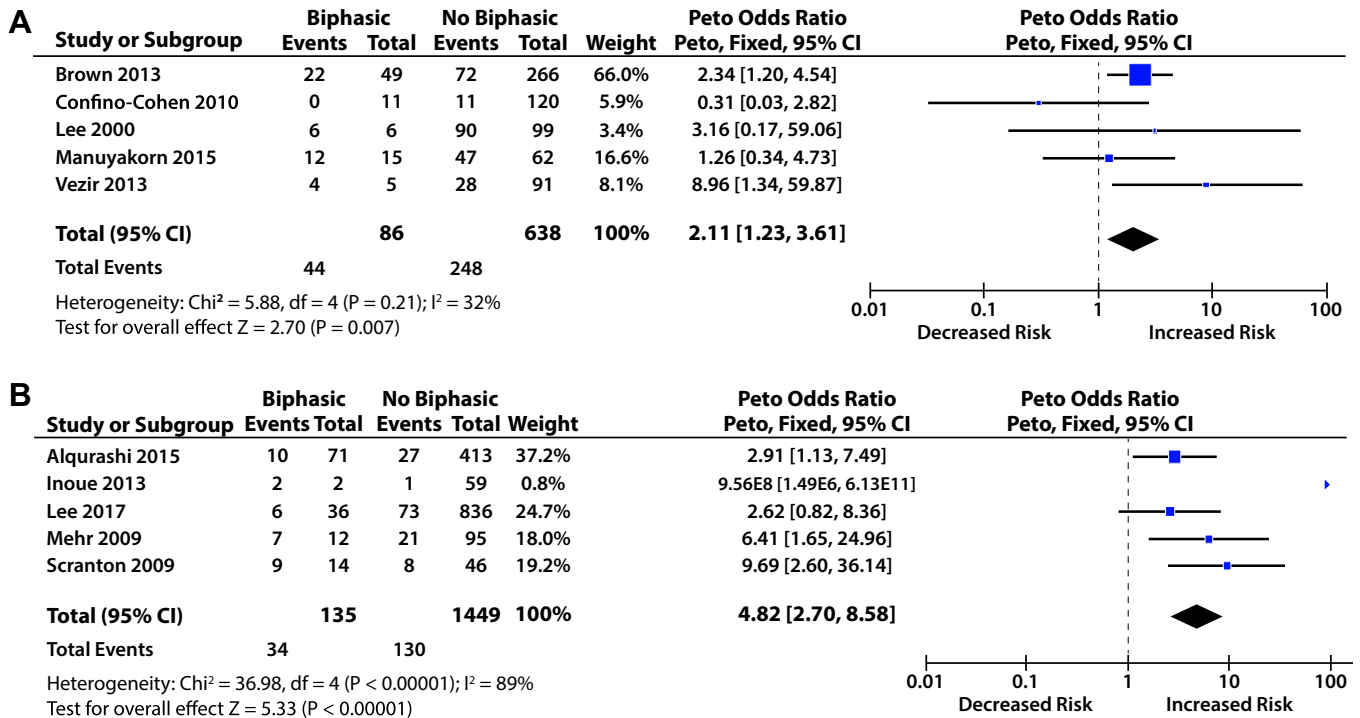 A
Biphasic No Biphasic Peto Odds Ratio Peto Odds Ratio
Study or Subgroup Events Total Events Total Weight Peto, Fixed, 95% CI Peto, Fixed, 95% CI
Brown 2013 22 49 72 266 66.0% 2.34 [1.20, 4.54]
Confino-Cohen 2010 0 11 11 120 5.9% 0.31 [0.03, 2.82]
Lee 2000 6 6 90 99 3.4% 3.16 [0.17, 59.06]
Manuyakorn 2015 12 15 47 62 16.6% 1.26 [0.34, 4.73]
Vezir 2013 4 5 28 91 8.1% 8.96 [1.34, 59.87]
Total (95% CI) 86 638 100% 2.11 [1.23, 3.61]
Total Events 44 248
Heterogeneity: Chi² = 5.88, df = 4 (P = 0.21); I² = 32%
Test for overall effect Z = 2.70 (P = 0.007)
0.01 0.1 1 10 100
Decreased Risk Increased Risk
B
Biphasic No Biphasic Peto Odds Ratio Peto Odds Ratio
Study or Subgroup Events Total Events Total Weight Peto, Fixed, 95% CI Peto, Fixed, 95% CI
Alqurashi 2015 10 71 27 413 37.2% 2.91 [1.13, 7.49]
Inoue 2013 2 2 1 59 0.8% 9.56E8 [1.49E6, 6.13E11]
Lee 2017 6 36 73 836 24.7% 2.62 [0.82, 8.36]
Mehr 2009 7 12 21 95 18.0% 6.41 [1.65, 24.96]
Scranton 2009 9 14 8 46 19.2% 9.69 [2.60, 36.14]
Total (95% CI) 135 1449 100% 4.82 [2.70, 8.58]
Total Events 34 130
Heterogeneity: Chi² = 36.98, df = 4 (P < 0.00001); I² = 89%
Test for overall effect Z = 5.33 (P < 0.00001)
0.01 0.1 1 10 100
Decreased Risk Increased Risk